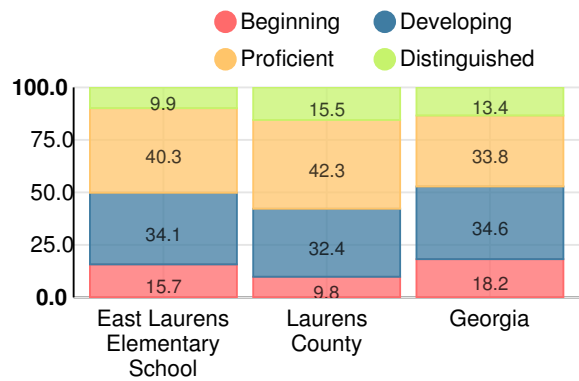 Beginning
Developing
Proficient
Distinguished
100.0
75.0
50.0
25.0
0.0
9.9
15.5
13.4
40.3
42.3
33.8
34.1
32.4
34.6
15.7
9.8
18.2
East Laurens
Elementary
School
Laurens
County
Georgia